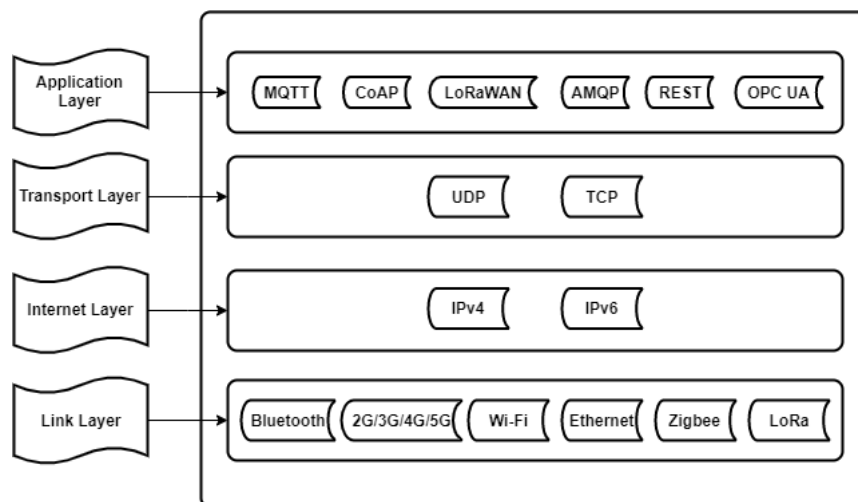 Application
Layer
MQTT CoAP LoRaWAN AMQP REST OPC UA
Transport Layer
UDP TCP
Internet Layer
IPv4 IPv6
Link Layer
Bluetooth 2G/3G/4G/5G Wi-Fi Ethernet Zigbee LoRa